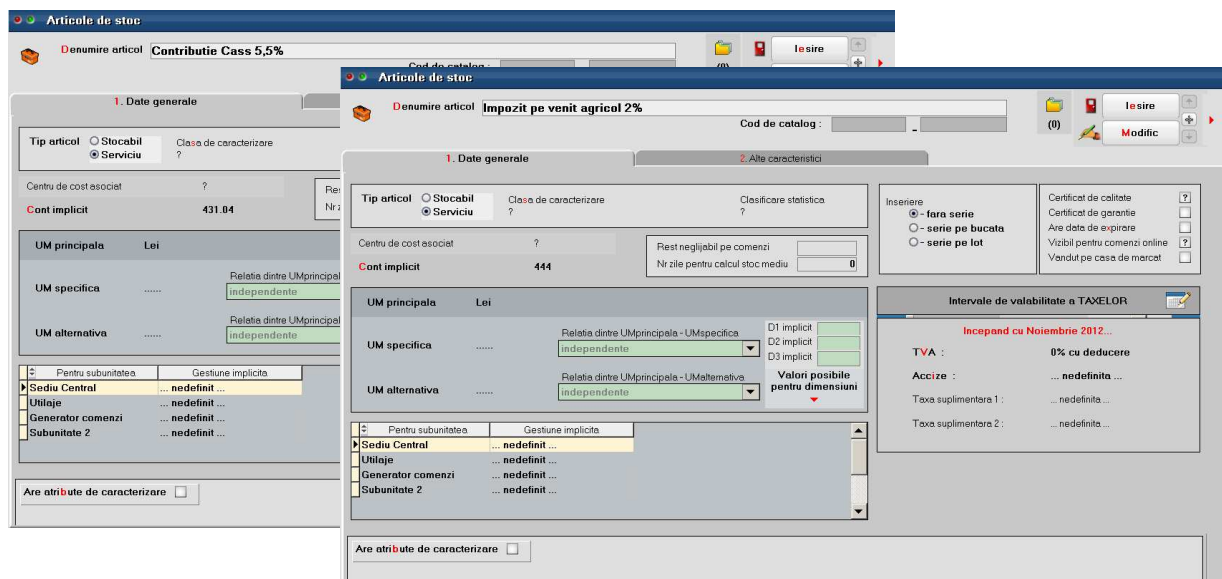 Articole de stoc
Denumire articol Contributie Cass 5,5%
Iesire
1. Date generale
Tip articol Stocabil
Serviciu
Clasa de caracterizare
?
Centru de cost asociat ?
Cont implicit 431.04
UM principala Lei
Relatia dintre UMprincipal
UM specifica ...... independente
Relatia dintre UMprincipal
UM alternativa ...... independente
Pentru subunitatea Gestiune implicita
Sediu Central ... nedefinit ...
Utilaje ... nedefinit ...
Generator comenzi ... nedefinit ...
Subunitate 2 ... nedefinit ...
Are atribute de caracterizare
Articole de stoc
Denumire articol Impozit pe venit agricol 2%
Cod de catalog : -
(0)
Iesire
Modific
1. Date generale 2. Alte caracteristici
Tip articol Stocabil
Serviciu
Clasa de caracterizare
?
Clasificare statistica
?
Centru de cost asociat ?
Cont implicit 444
Rest neglijabil pe comenzi
Nr zile pentru calcul stoc mediu 0
UM principala Lei
Relatia dintre UMprincipala - UMspecifica
UM specifica ...... independente
Relatia dintre UMprincipala - UMalternativa
UM alternativa ...... independente
D1 implicit
D2 implicit
D3 implicit
Valori posibile
pentru dimensiuni
Pentru subunitatea Gestiune implicita
Sediu Central ... nedefinit ...
Utilaje ... nedefinit ...
Generator comenzi ... nedefinit ...
Subunitate 2 ... nedefinit ...
Are atribute de caracterizare
Inseriere
- fara serie
- serie pe bucata
- serie pe lot
Certificat de calitate ?
Certificat de garantie
Are data de expirare
Vizibil pentru comenzi online ?
Vandut pe casa de marcat
Intervale de valabilitate a TAXELOR
Incepand cu Noiembrie 2012...
TVA : 0% cu deducere
Accize : ... nedefinita ...
Taxa suplimentara 1 : ... nedefinita ...
Taxa suplimentara 2 : ... nedefinita ...